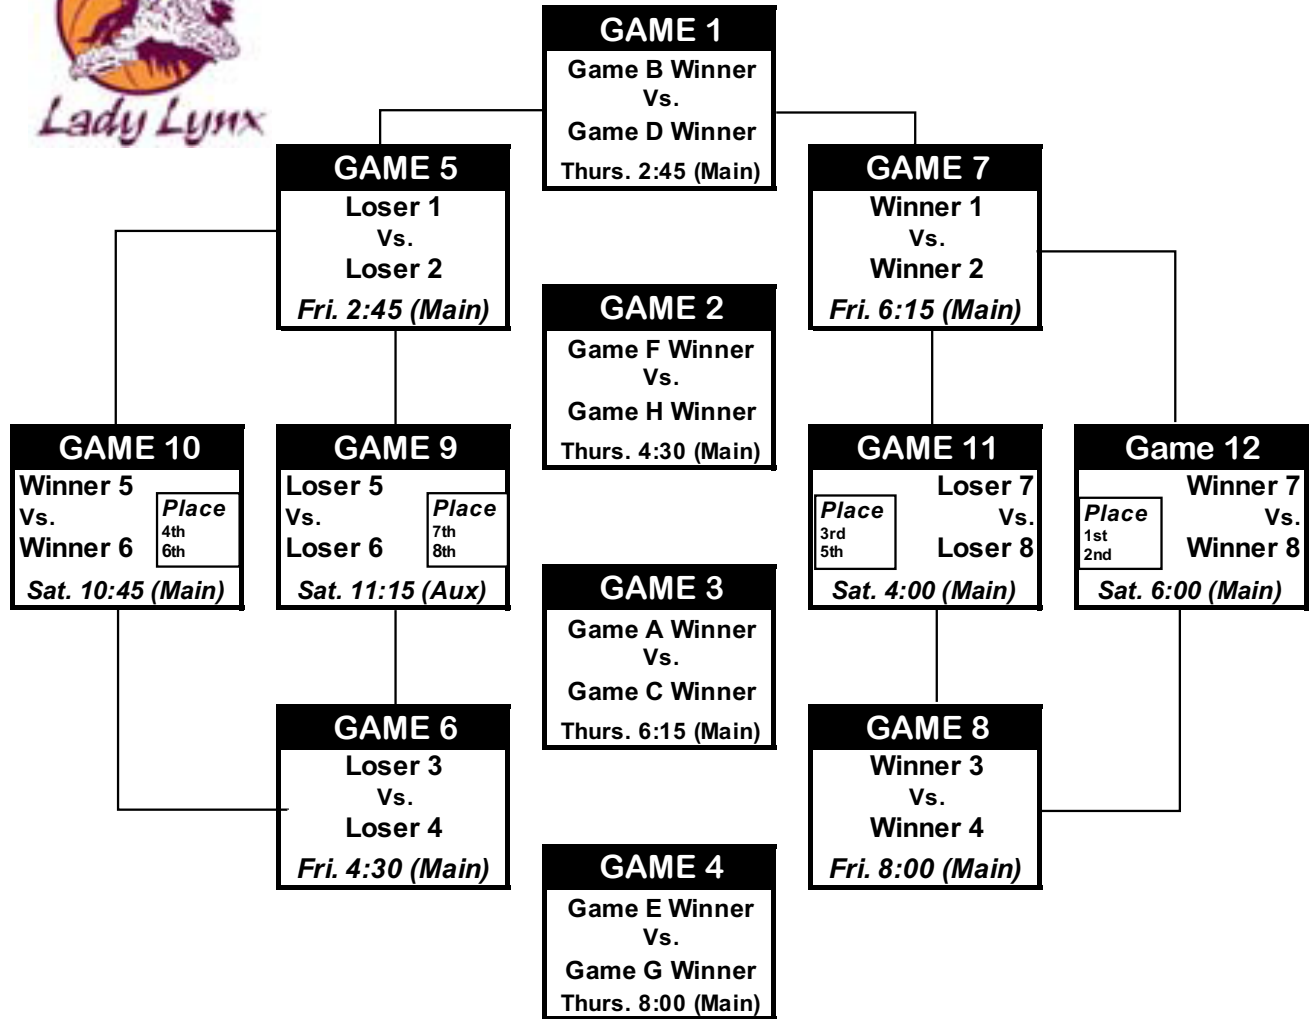 Lady Lynx
GAME 1
Game B Winner
Vs.
Game D Winner
Thurs. 2:45 (Main)
GAME 5
Loser 1
Vs.
Loser 2
Fri. 2:45 (Main)
GAME 7
Winner 1
Vs.
Winner 2
Fri. 6:15 (Main)
GAME 2
Game F Winner
Vs.
Game H Winner
Thurs. 4:30 (Main)
GAME 10
Winner 5
Vs.
Winner 6
Place
4th
6th
Sat. 10:45 (Main)
GAME 9
Loser 5
Vs.
Loser 6
Place
7th
8th
Sat. 11:15 (Aux)
GAME 11
Loser 7
Vs.
Loser 8
Place
3rd
5th
Sat. 4:00 (Main)
Game 12
Winner 7
Vs.
Winner 8
Place
1st
2nd
Sat. 6:00 (Main)
GAME 3
Game A Winner
Vs.
Game C Winner
Thurs. 6:15 (Main)
GAME 6
Loser 3
Vs.
Loser 4
Fri. 4:30 (Main)
GAME 8
Winner 3
Vs.
Winner 4
Fri. 8:00 (Main)
GAME 4
Game E Winner
Vs.
Game G Winner
Thurs. 8:00 (Main)